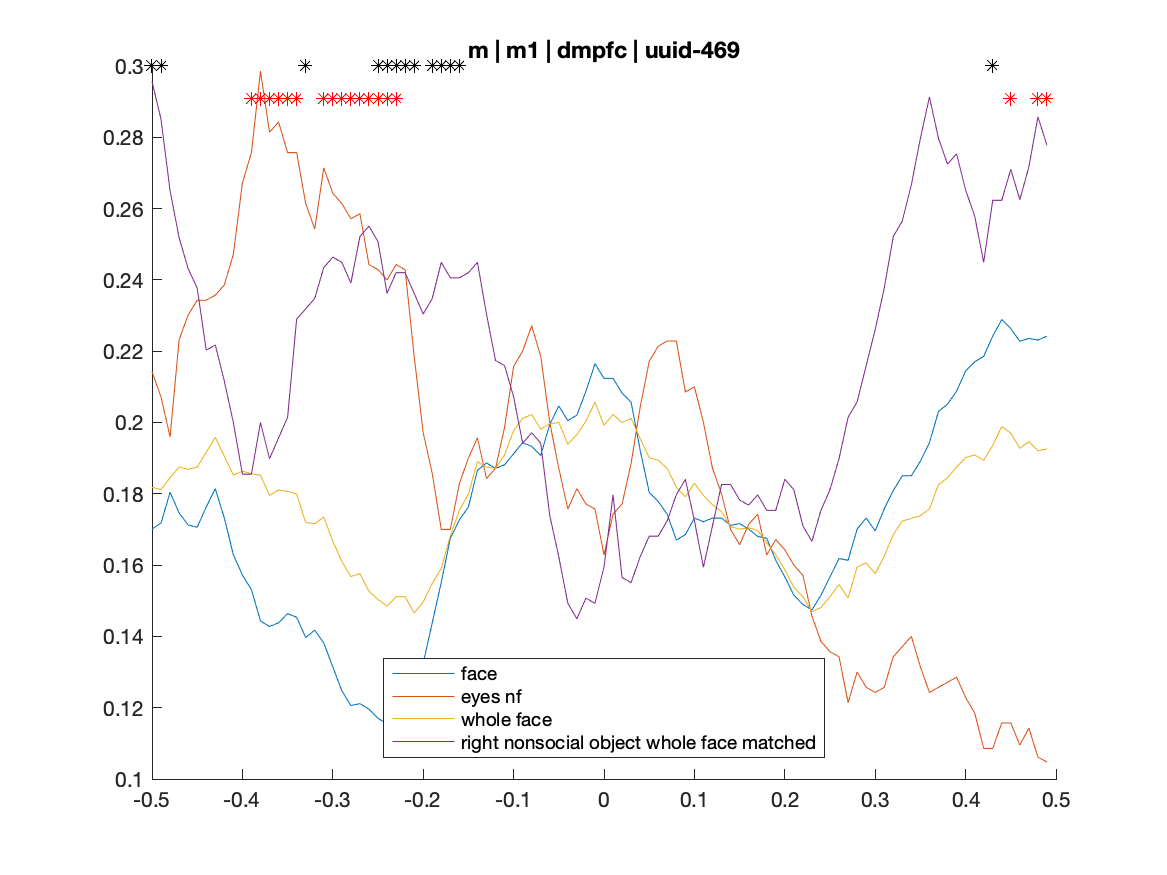 m | m1 | dmpfc | uuid-469
0.3
0.28
0.26
0.24
0.22
0.2
0.18
0.16
0.14
0.12
0.1
face
eyes nf
whole face
right nonsocial object whole face matched
-0.5 -0.4 -0.3 -0.2 -0.1 0 0.1 0.2 0.3 0.4 0.5